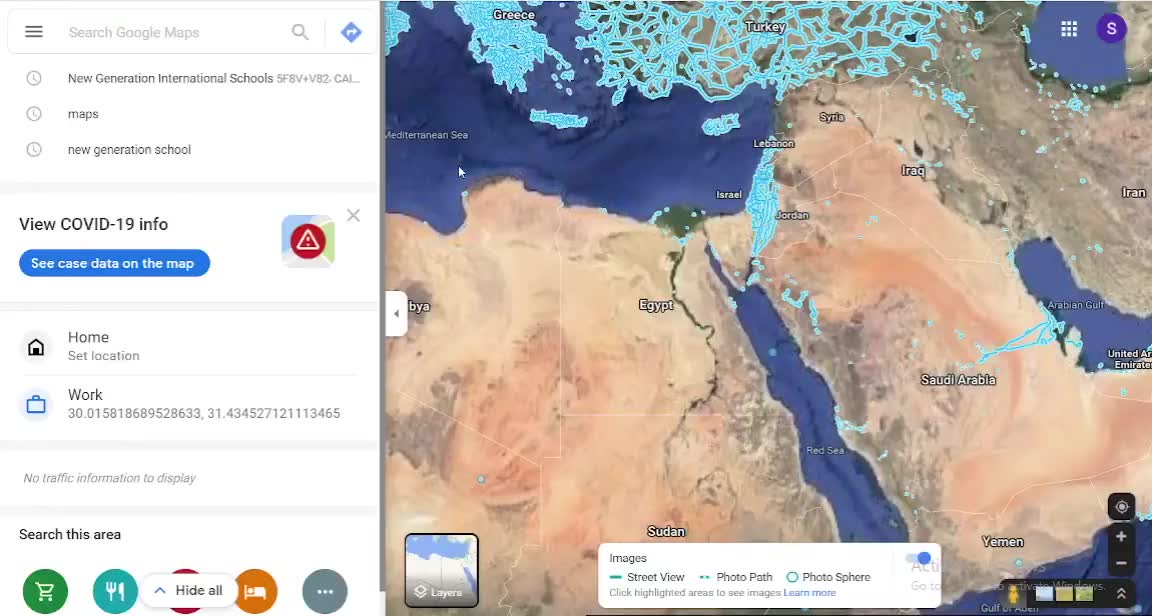 Search Google Maps
New Generation International Schools 5F8V+V82، CAI...
maps
new generation school
View COVID-19 info
See case data on the map
Home
Set location
Work
30.015818689528633, 31.434527121113465
No traffic information to display
Search this area
Hide all
Greece
Turkey
S
Mediterranean Sea
Syria
Lebanon
Iraq
Iran
Israel
Jordan
bya
Egypt
Arabian Gulf
United Ar
Emirate
Saudi Arabia
Red Sea
Sudan
Yemen
Layers
Images
Street View
Photo Path
Photo Sphere
Click highlighted areas to see images Learn more
Go to
activate Windows.
Gulf of Aden